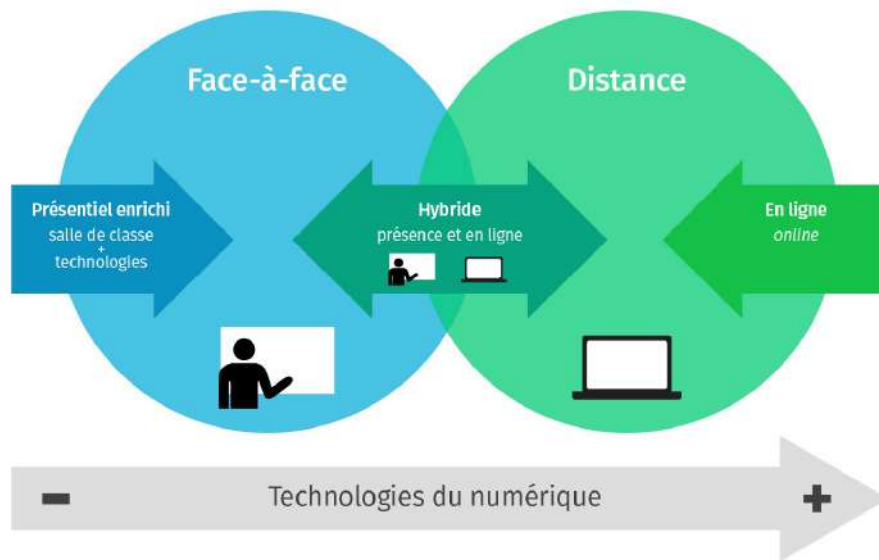 Face-à-face
Distance
Présentiel enrichi
salle de classe
+
technologies
Hybride
présence et en ligne
En ligne
online
Technologies du numérique